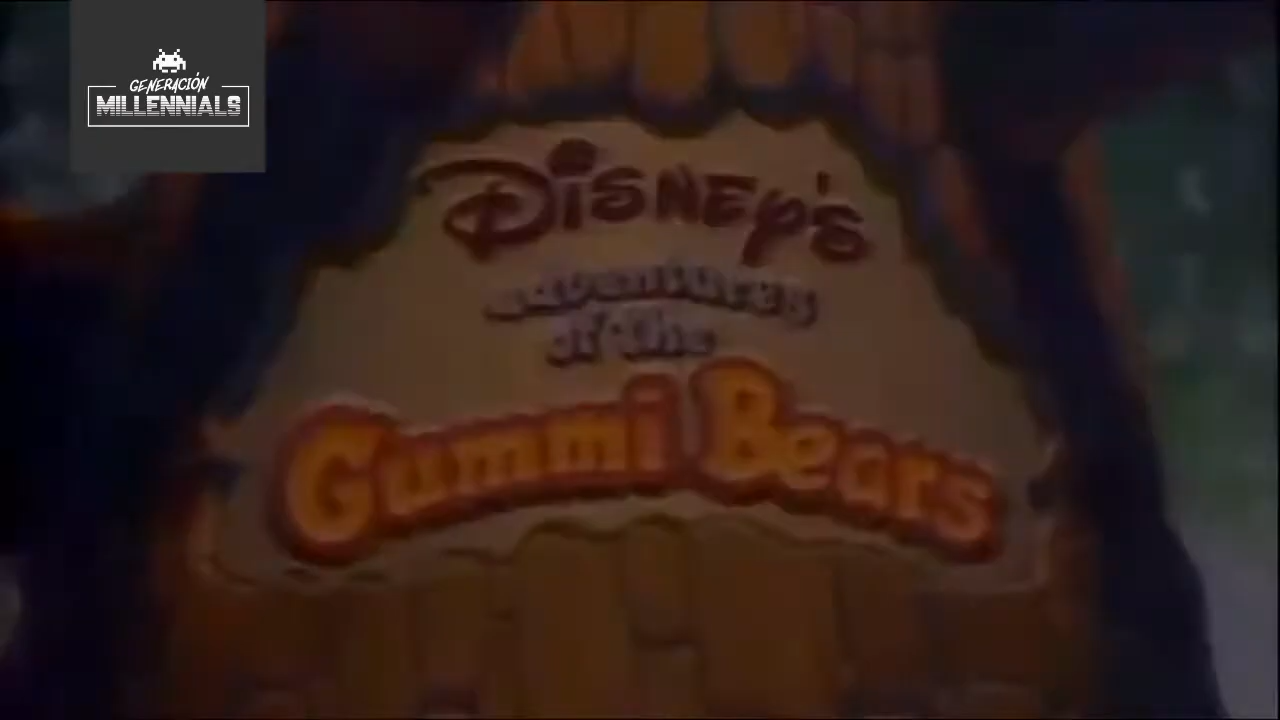 GENERACIÓN
MILLENNIALS
Disney's
adventures
of the
Gummi Bears